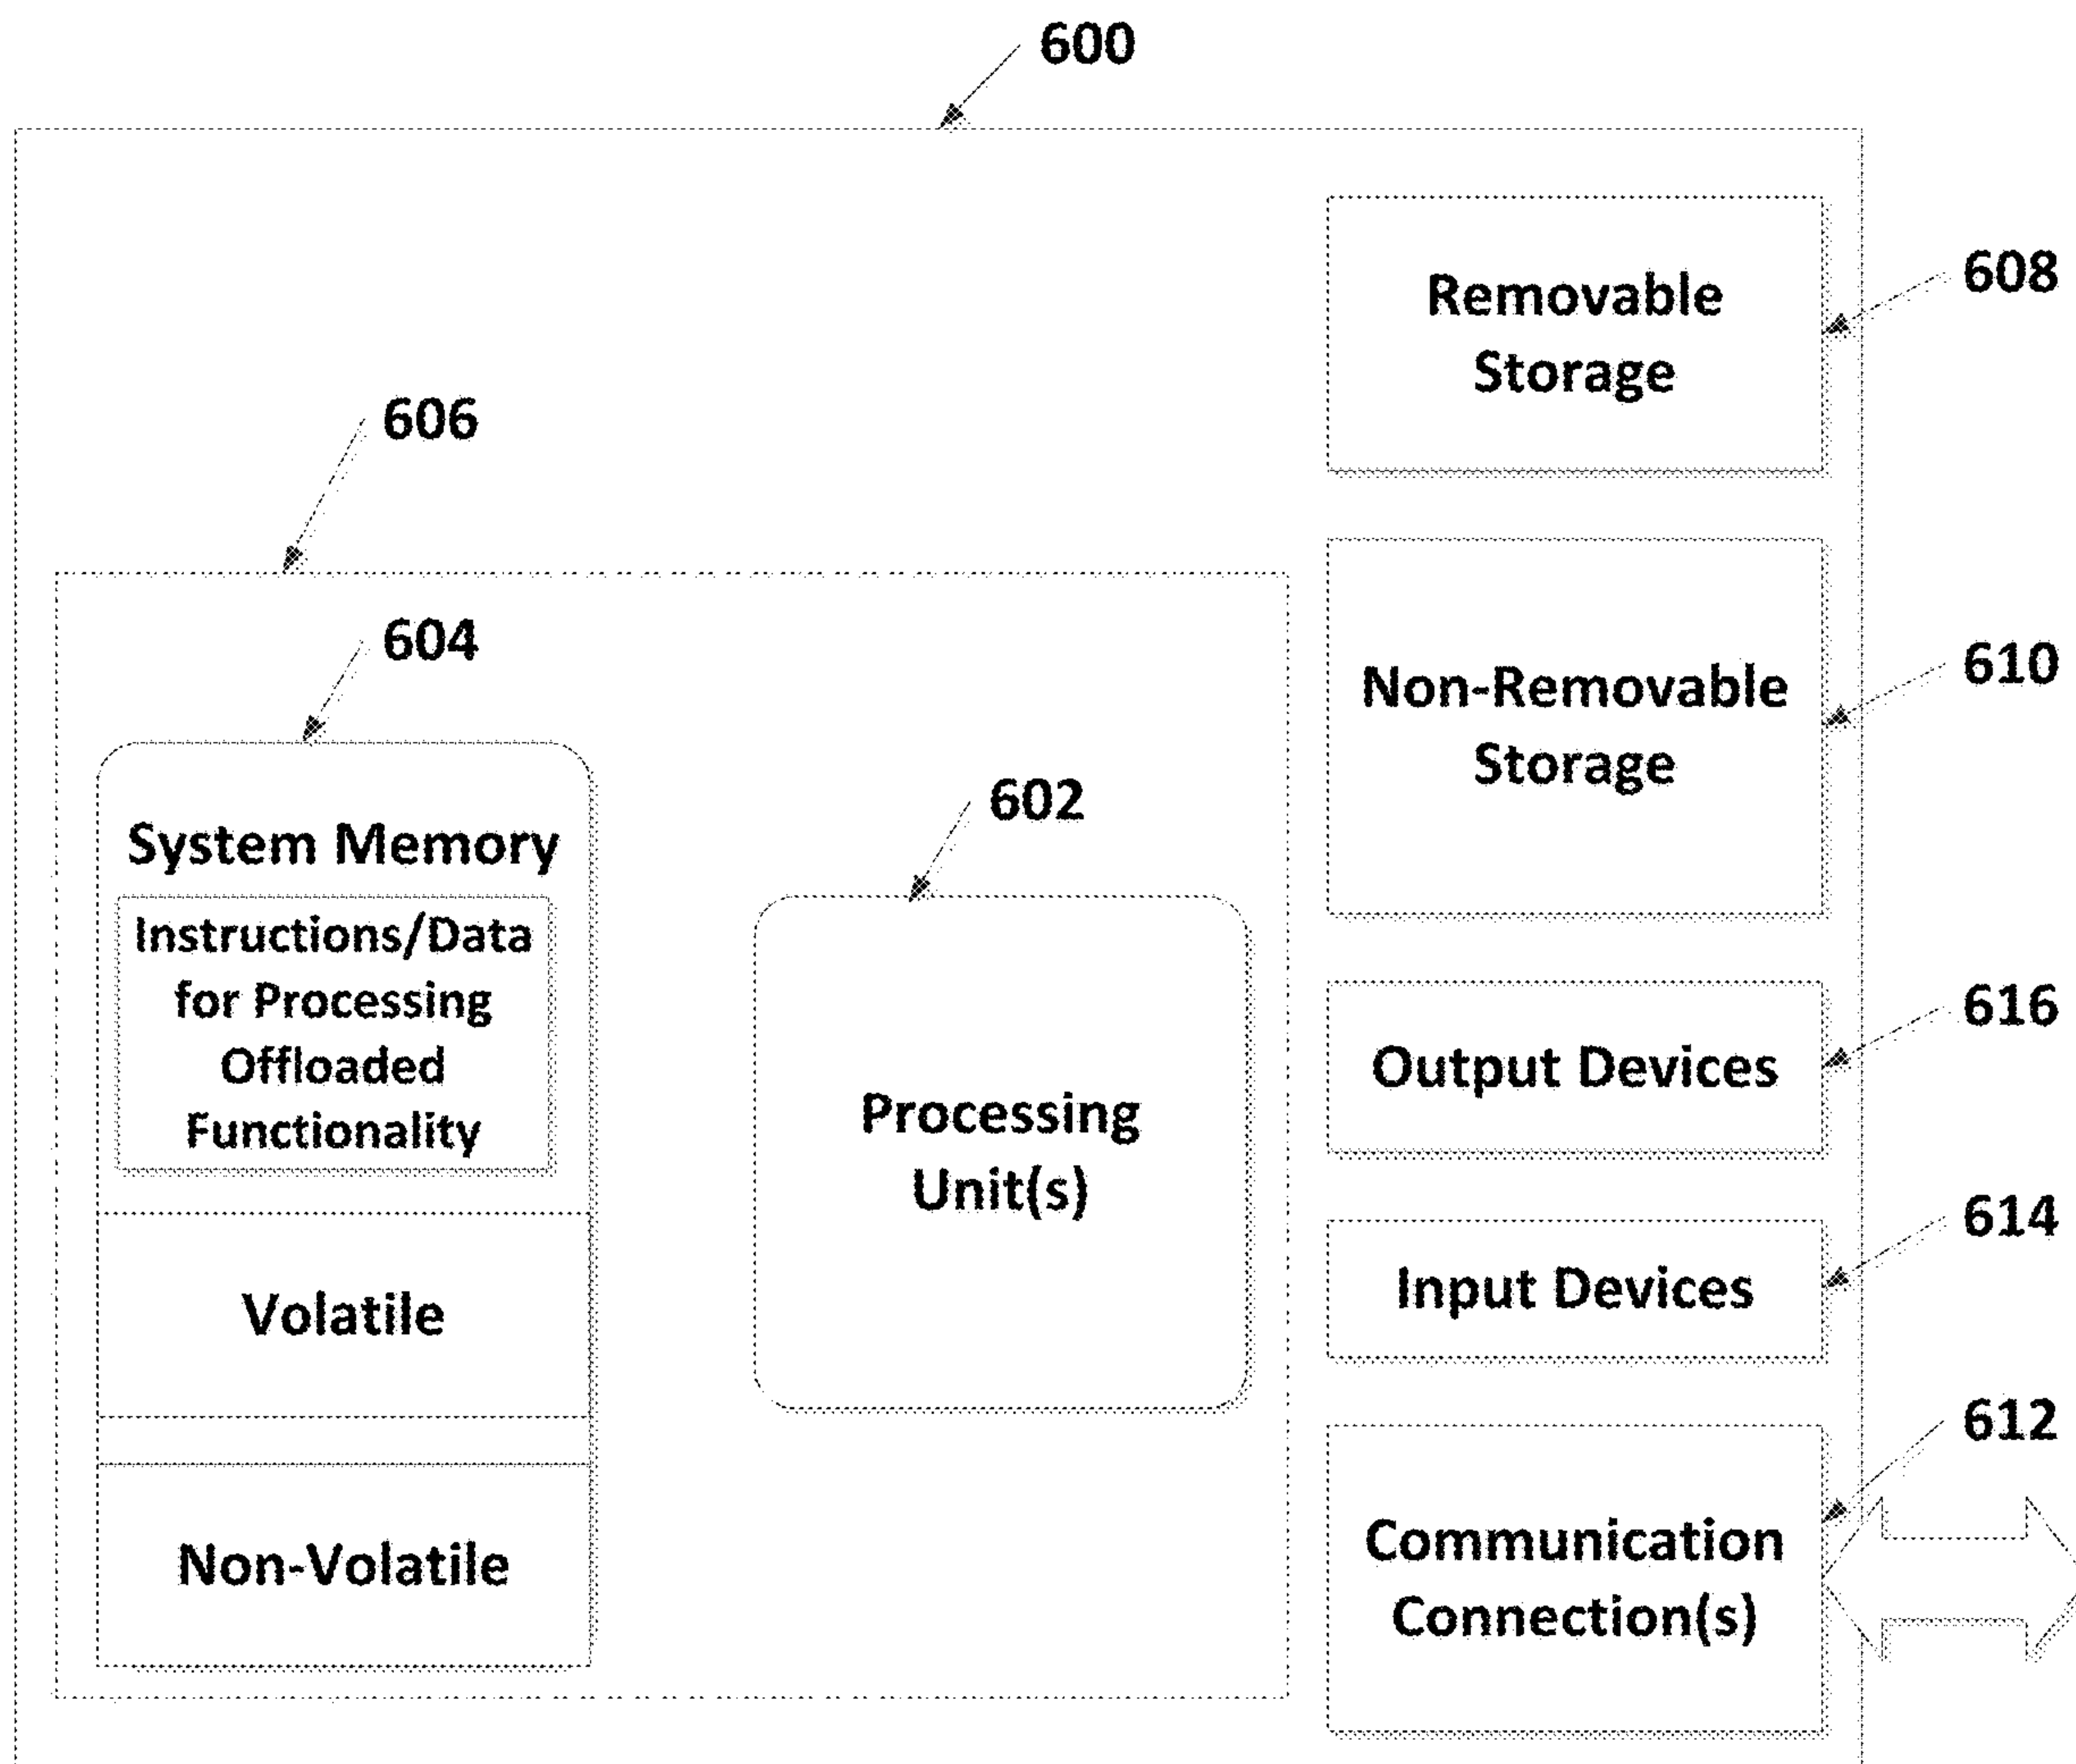 600
Removable
Storage
608
606
Non-Removable
Storage
610
604
System Memory
Instructions/Data
for Processing
Offloaded
Functionality
Volatile
Non-Volatile
602
Processing
Unit(s)
Output Devices
616
Input Devices
614
Communication
Connection(s)
612